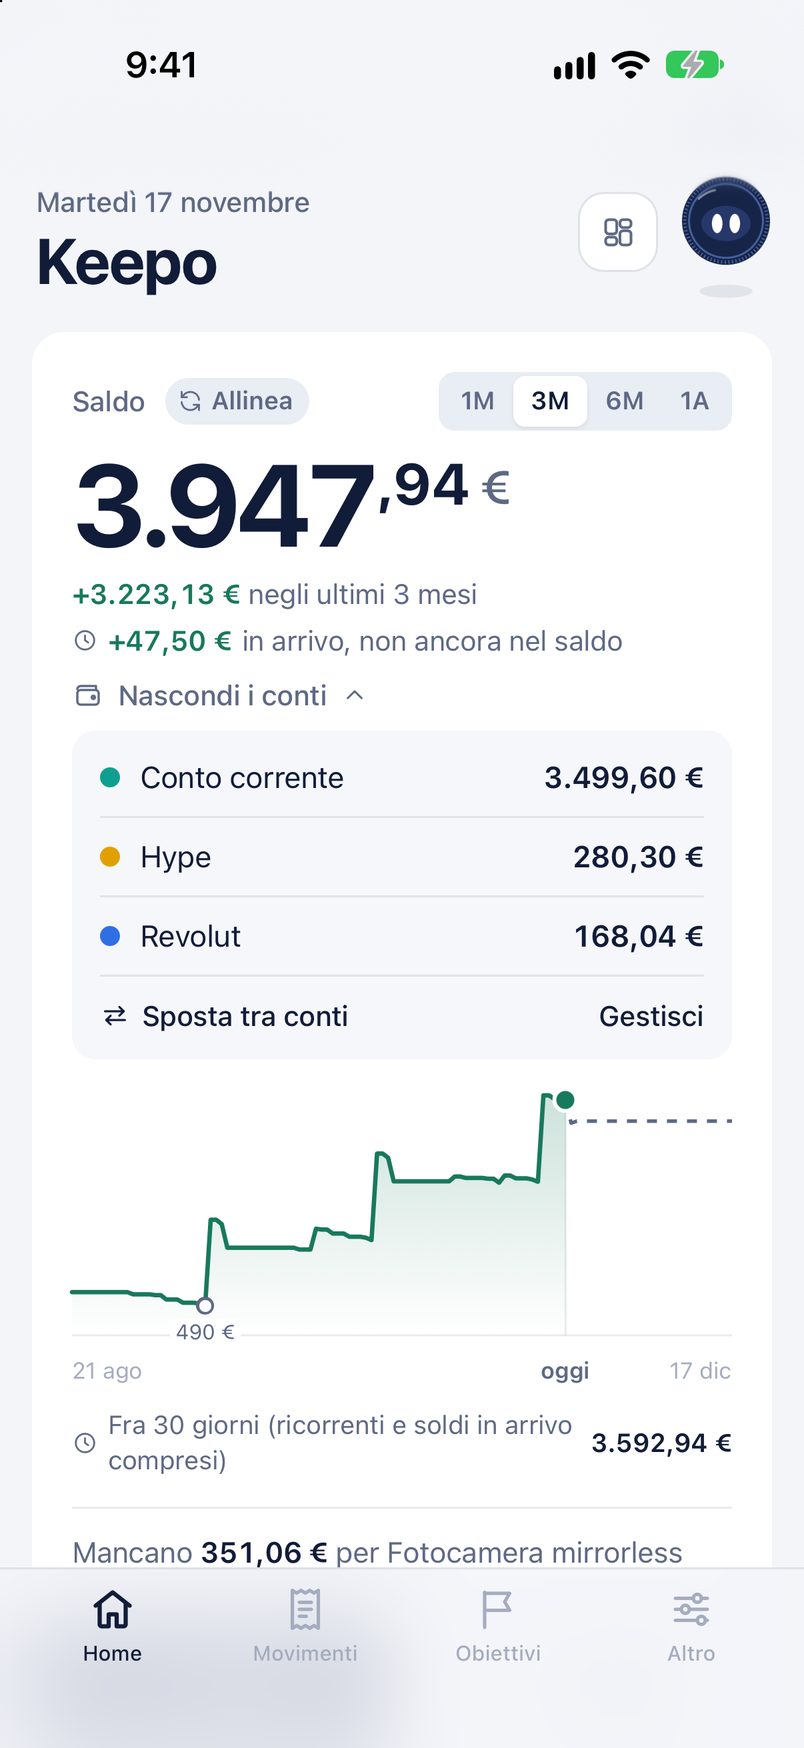 9:41
Martedì 17 novembre
Keepo
Saldo Allinea 1M 3M 6M 1A
3.947,94 €
+3.223,13 € negli ultimi 3 mesi
+47,50 € in arrivo, non ancora nel saldo
Nascondi i conti
Conto corrente 3.499,60 €
Hype 280,30 €
Revolut 168,04 €
Sposta tra conti Gestisci
490 €
21 ago oggi 17 dic
Fra 30 giorni (ricorrenti e soldi in arrivo
compresi) 3.592,94 €
Mancano 351,06 € per Fotocamera mirrorless
Home Movimenti Obiettivi Altro